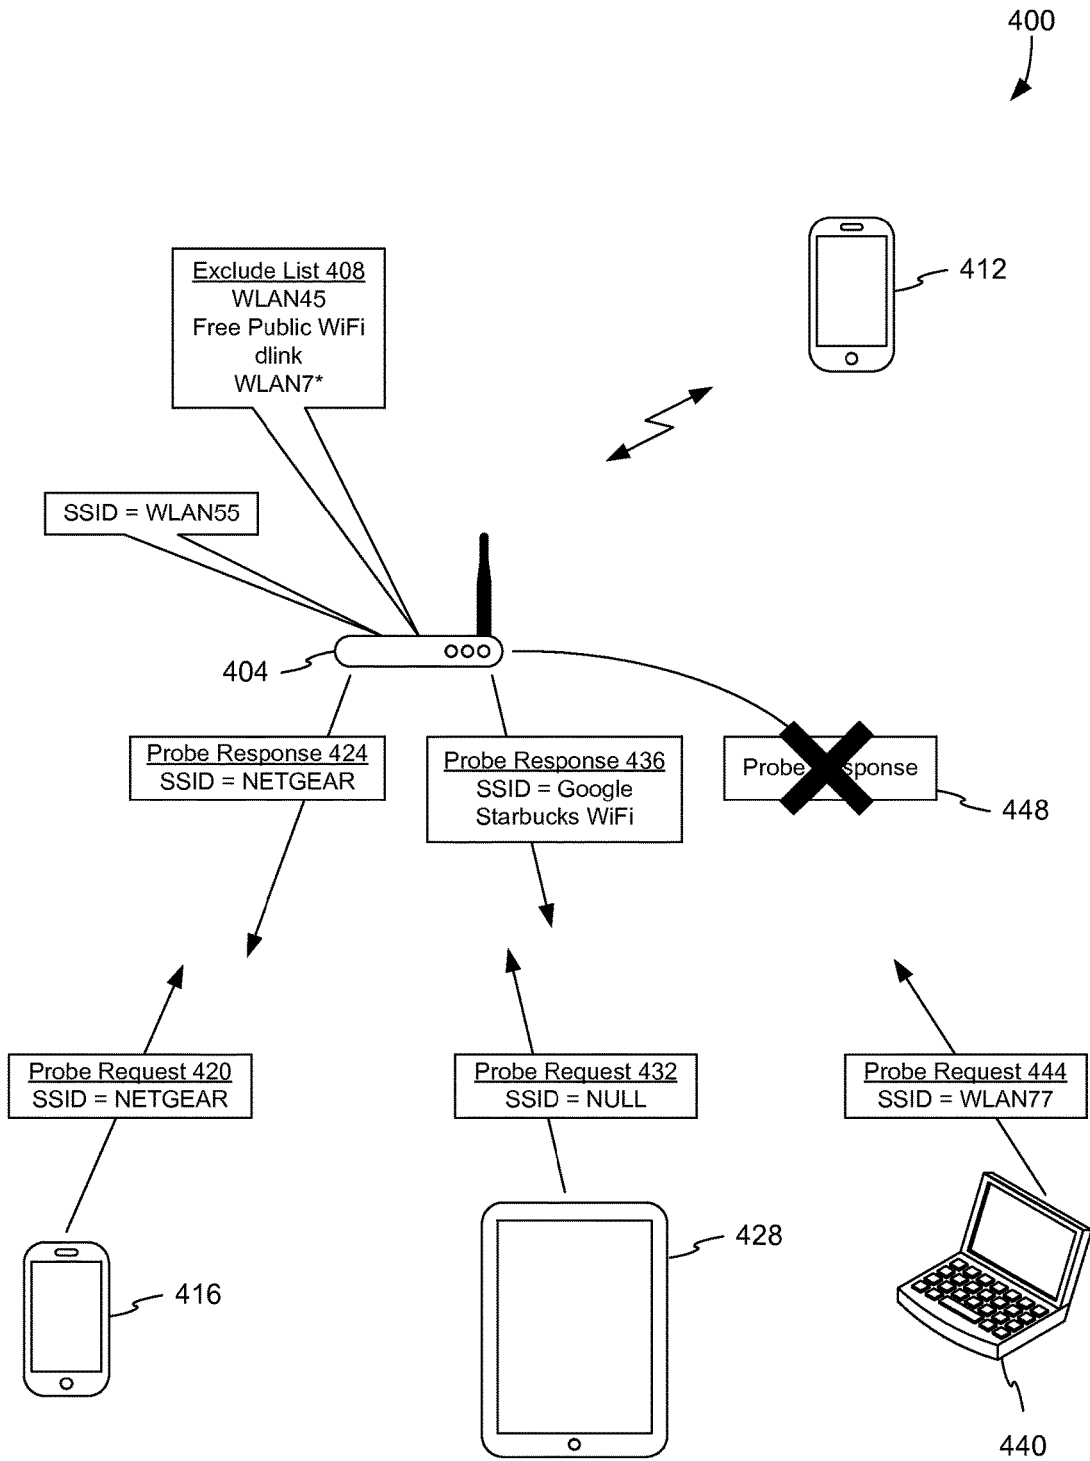 400
412
Exclude List 408
WLAN45
Free Public WiFi
dlink
WLAN7*
SSID = WLAN55
404
Probe Response 424
SSID = NETGEAR
Probe Response 436
SSID = Google
Starbucks WiFi
Probe sponse
448
Probe Request 420
SSID = NETGEAR
Probe Request 432
SSID = NULL
Probe Request 444
SSID = WLAN77
416
428
440